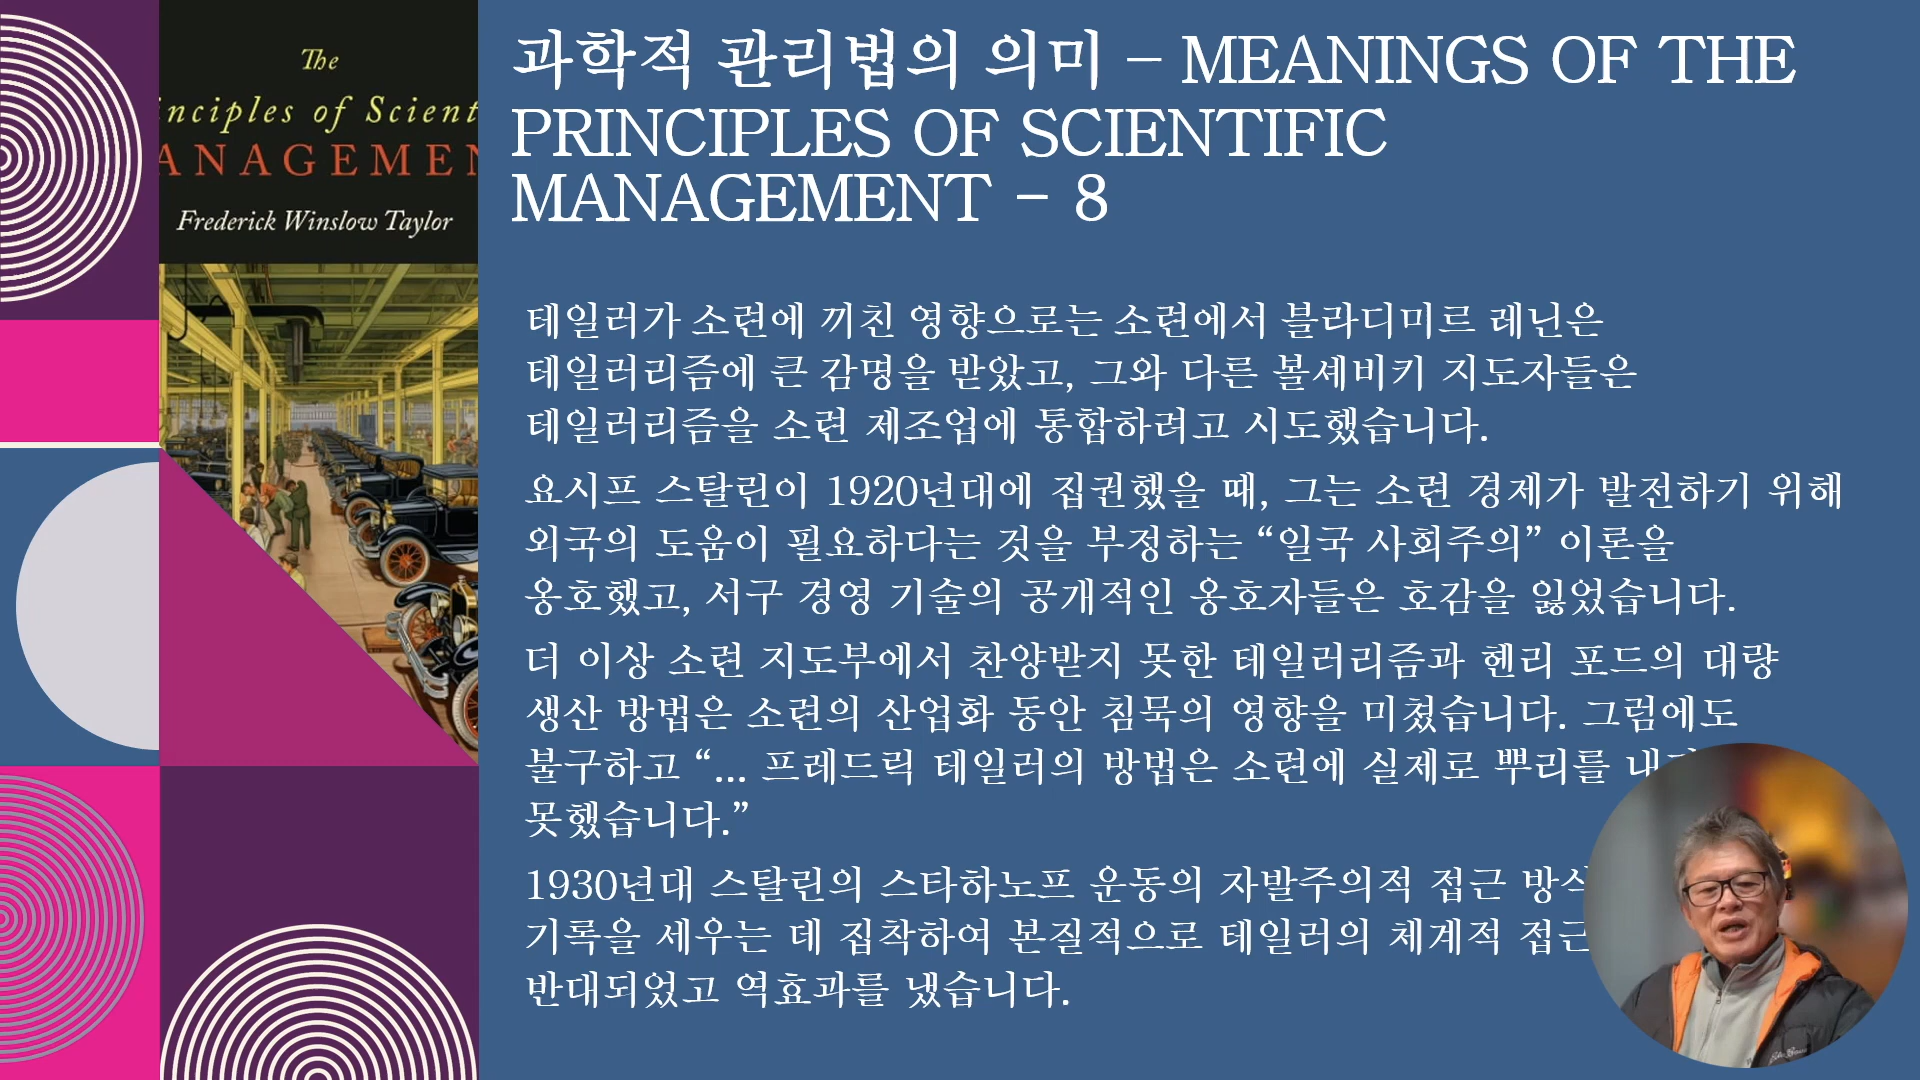 The
inciples of Scient
ANAGEMEN
Frederick Winslow Taylor
과학적 관리법의 의미 – MEANINGS OF THE
PRINCIPLES OF SCIENTIFIC
MANAGEMENT – 8
테일러가 소련에 끼친 영향으로는 소련에서 블라디미르 레닌은
테일러리즘에 큰 감명을 받았고, 그와 다른 볼셰비키 지도자들은
테일러리즘을 소련 제조업에 통합하려고 시도했습니다.
요시프 스탈린이 1920년대에 집권했을 때, 그는 소련 경제가 발전하기 위해
외국의 도움이 필요하다는 것을 부정하는 “일국 사회주의” 이론을
옹호했고, 서구 경영 기술의 공개적인 옹호자들은 호감을 잃었습니다.
더 이상 소련 지도부에서 찬양받지 못한 테일러리즘과 헨리 포드의 대량
생산 방법은 소련의 산업화 동안 침묵의 영향을 미쳤습니다. 그럼에도
불구하고 “... 프레드릭 테일러의 방법은 소련에 실제로 뿌리를
못했습니다.”
1930년대 스탈린의 스타하노프 운동의 자발주의적 접근
기록을 세우는 데 집착하여 본질적으로 테일러의 체계적
반대되었고 역효과를 냈습니다.